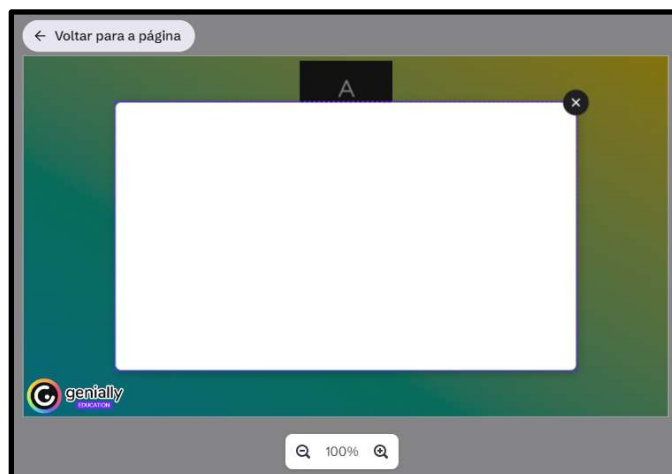 ← Voltar para a página
A
genially
EDUCATION
100%